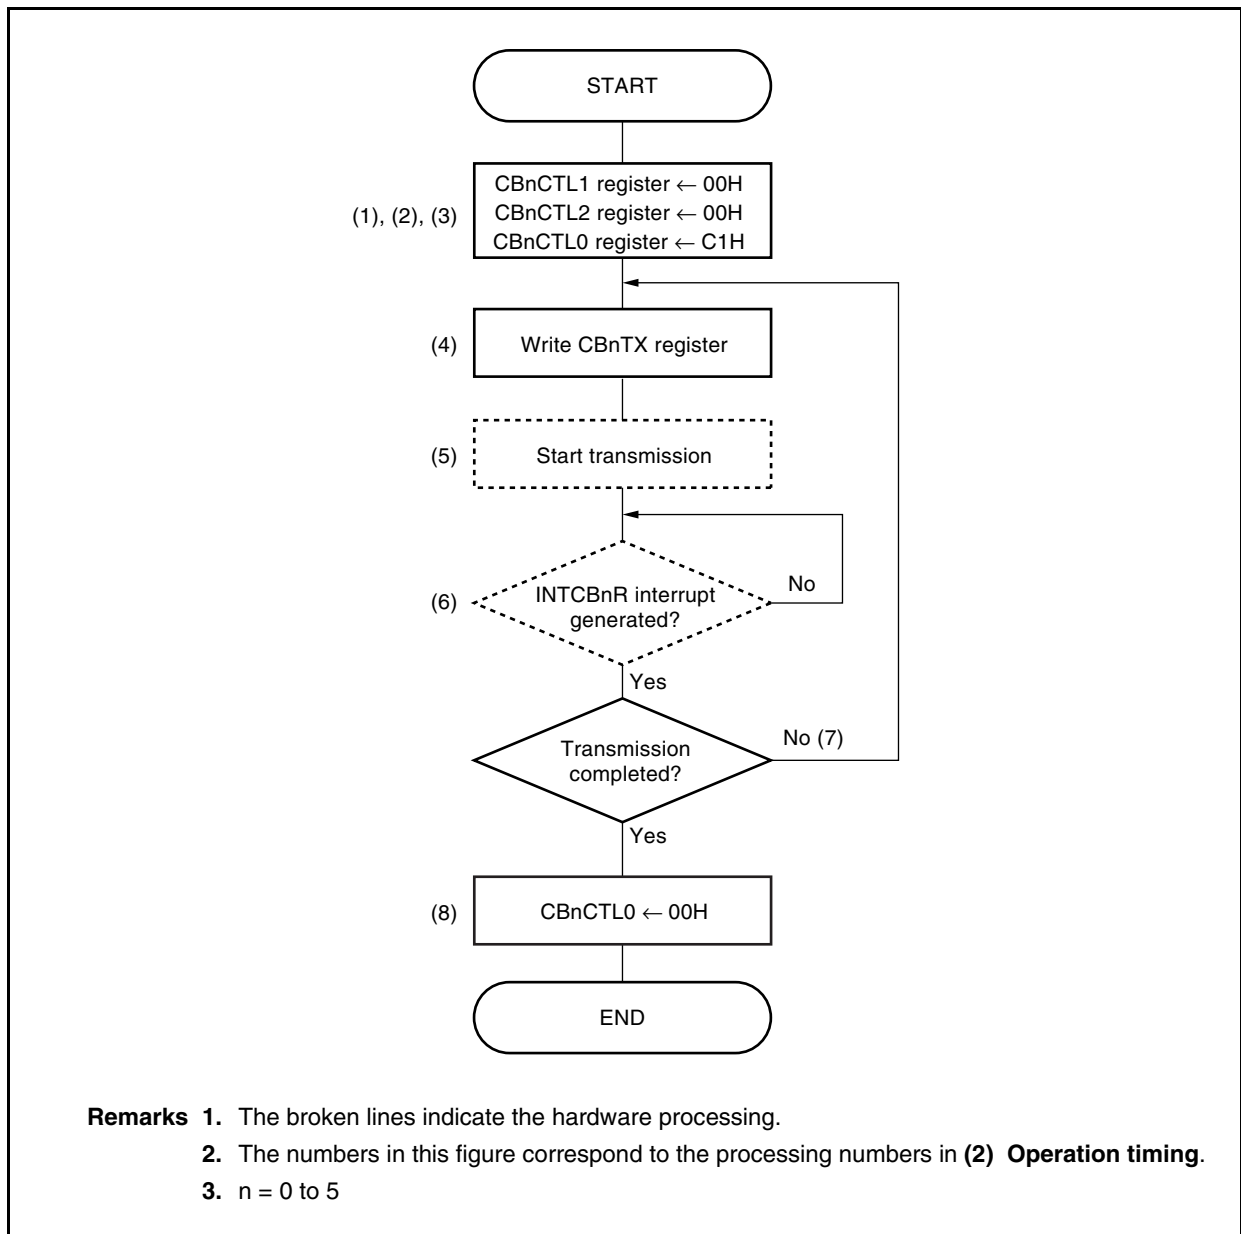 START
(1), (2), (3)
CBnCTL1 register ← 00H
CBnCTL2 register ← 00H
CBnCTL0 register ← C1H
(4)
Write CBnTX register
(5)
Start transmission
(6)
INTCBnR interrupt
generated?
No
Yes
Transmission
completed?
No (7)
Yes
(8)
CBnCTL0 ← 00H
END
Remarks 1. The broken lines indicate the hardware processing.
2. The numbers in this figure correspond to the processing numbers in (2) Operation timing.
3. n = 0 to 5